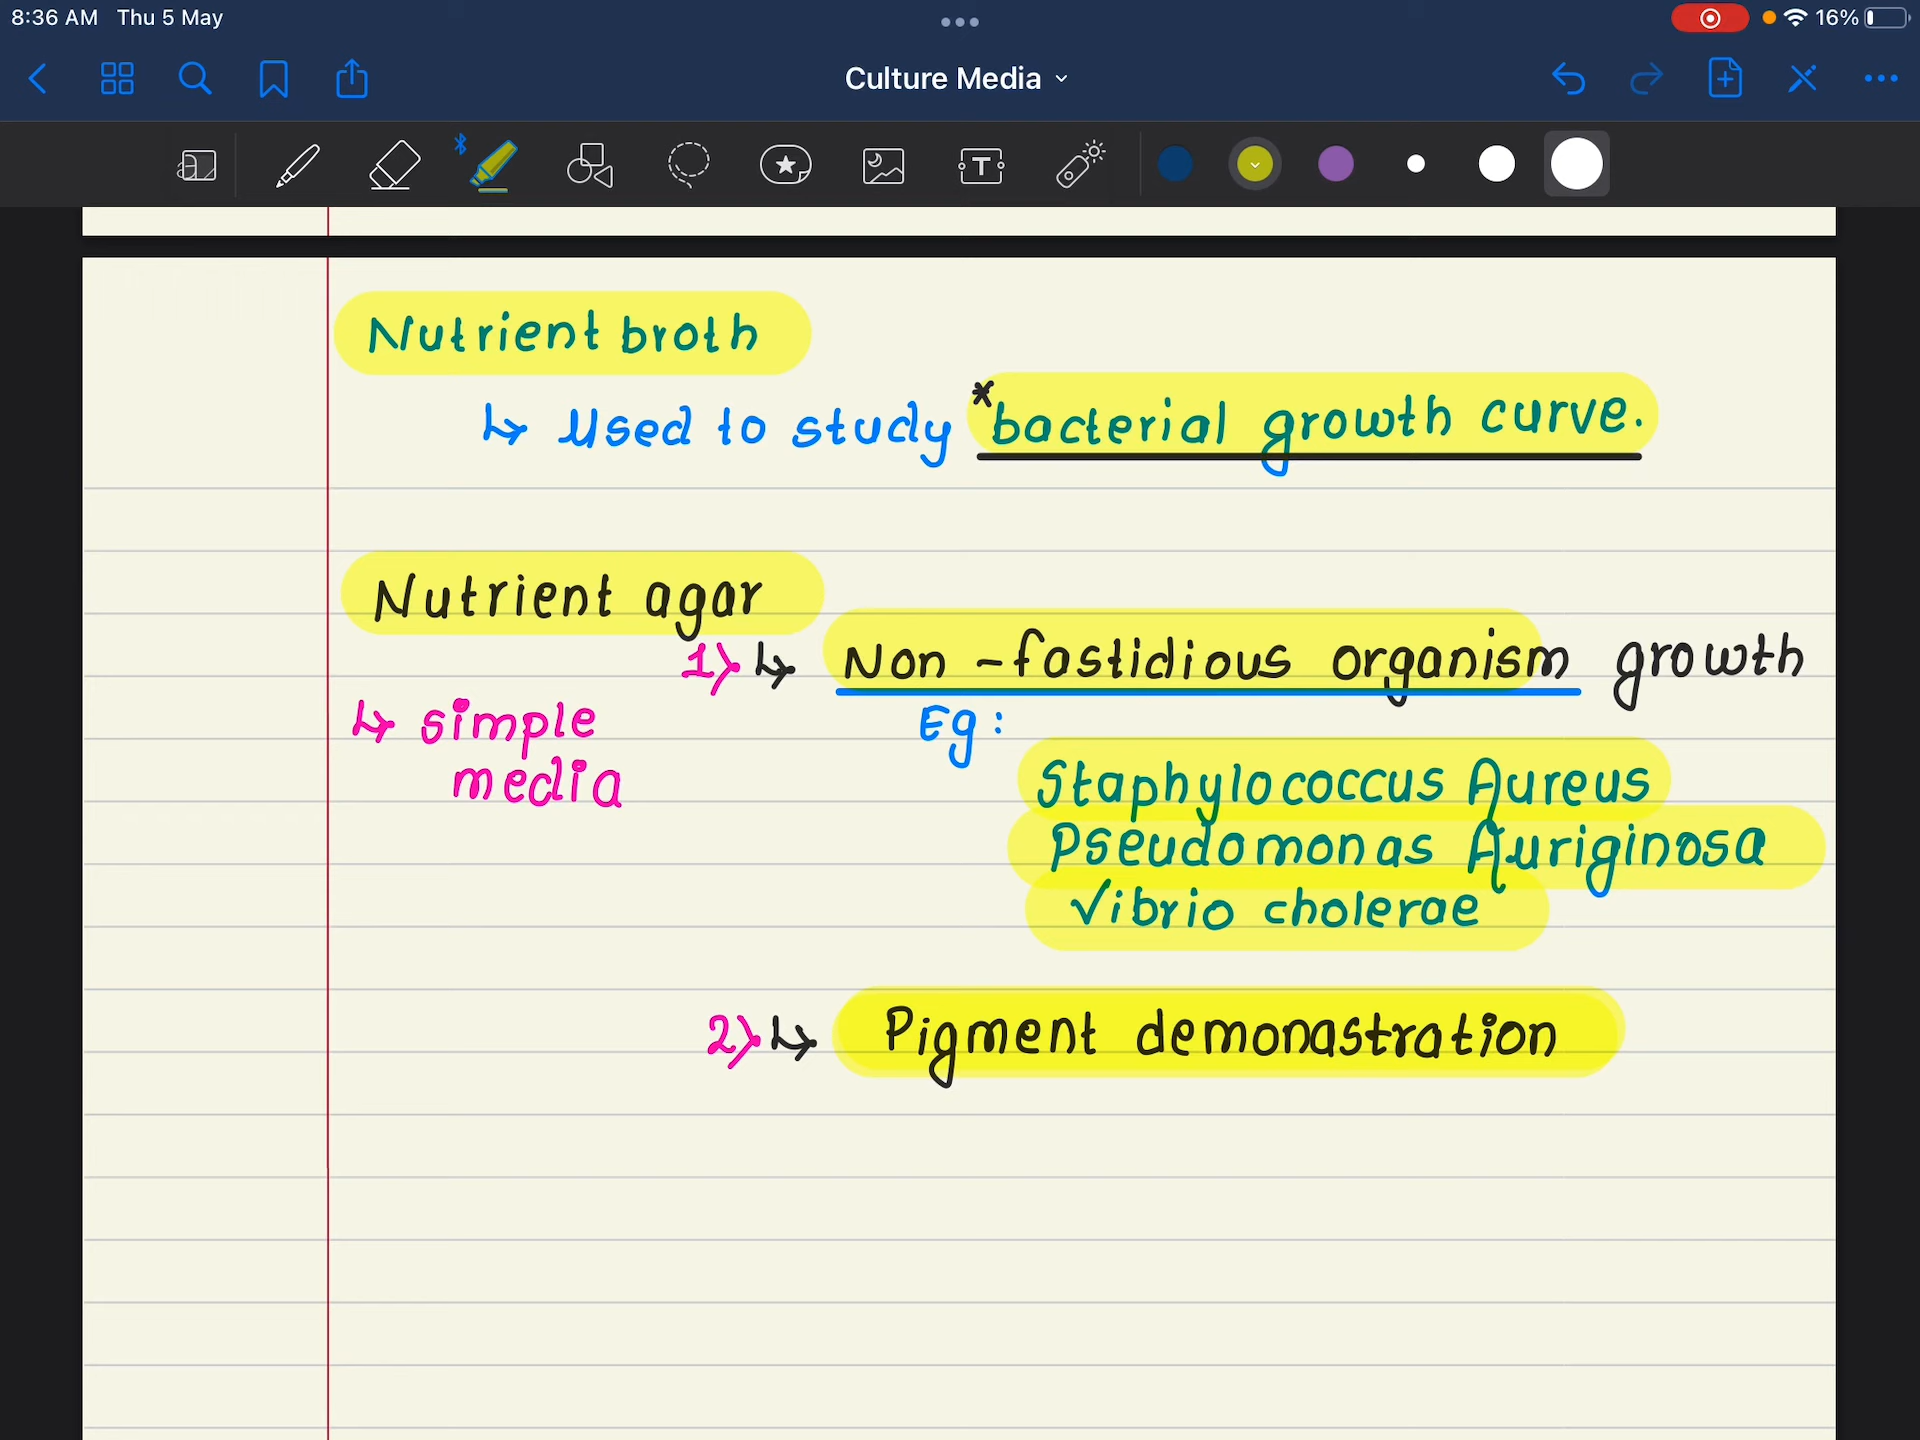 8:36 AM Thu 5 May
16%
Culture Media
T
Nutrient broth
↳ Used to study *bacterial growth curve.
Nutrient agar
1) ↳ Non-fastidious organism growth
↳ simple
media
Eg:
Staphylococcus Aureus
Pseudomonas Auriginosa
Vibrio cholerae
2) ↳ Pigment demonastration